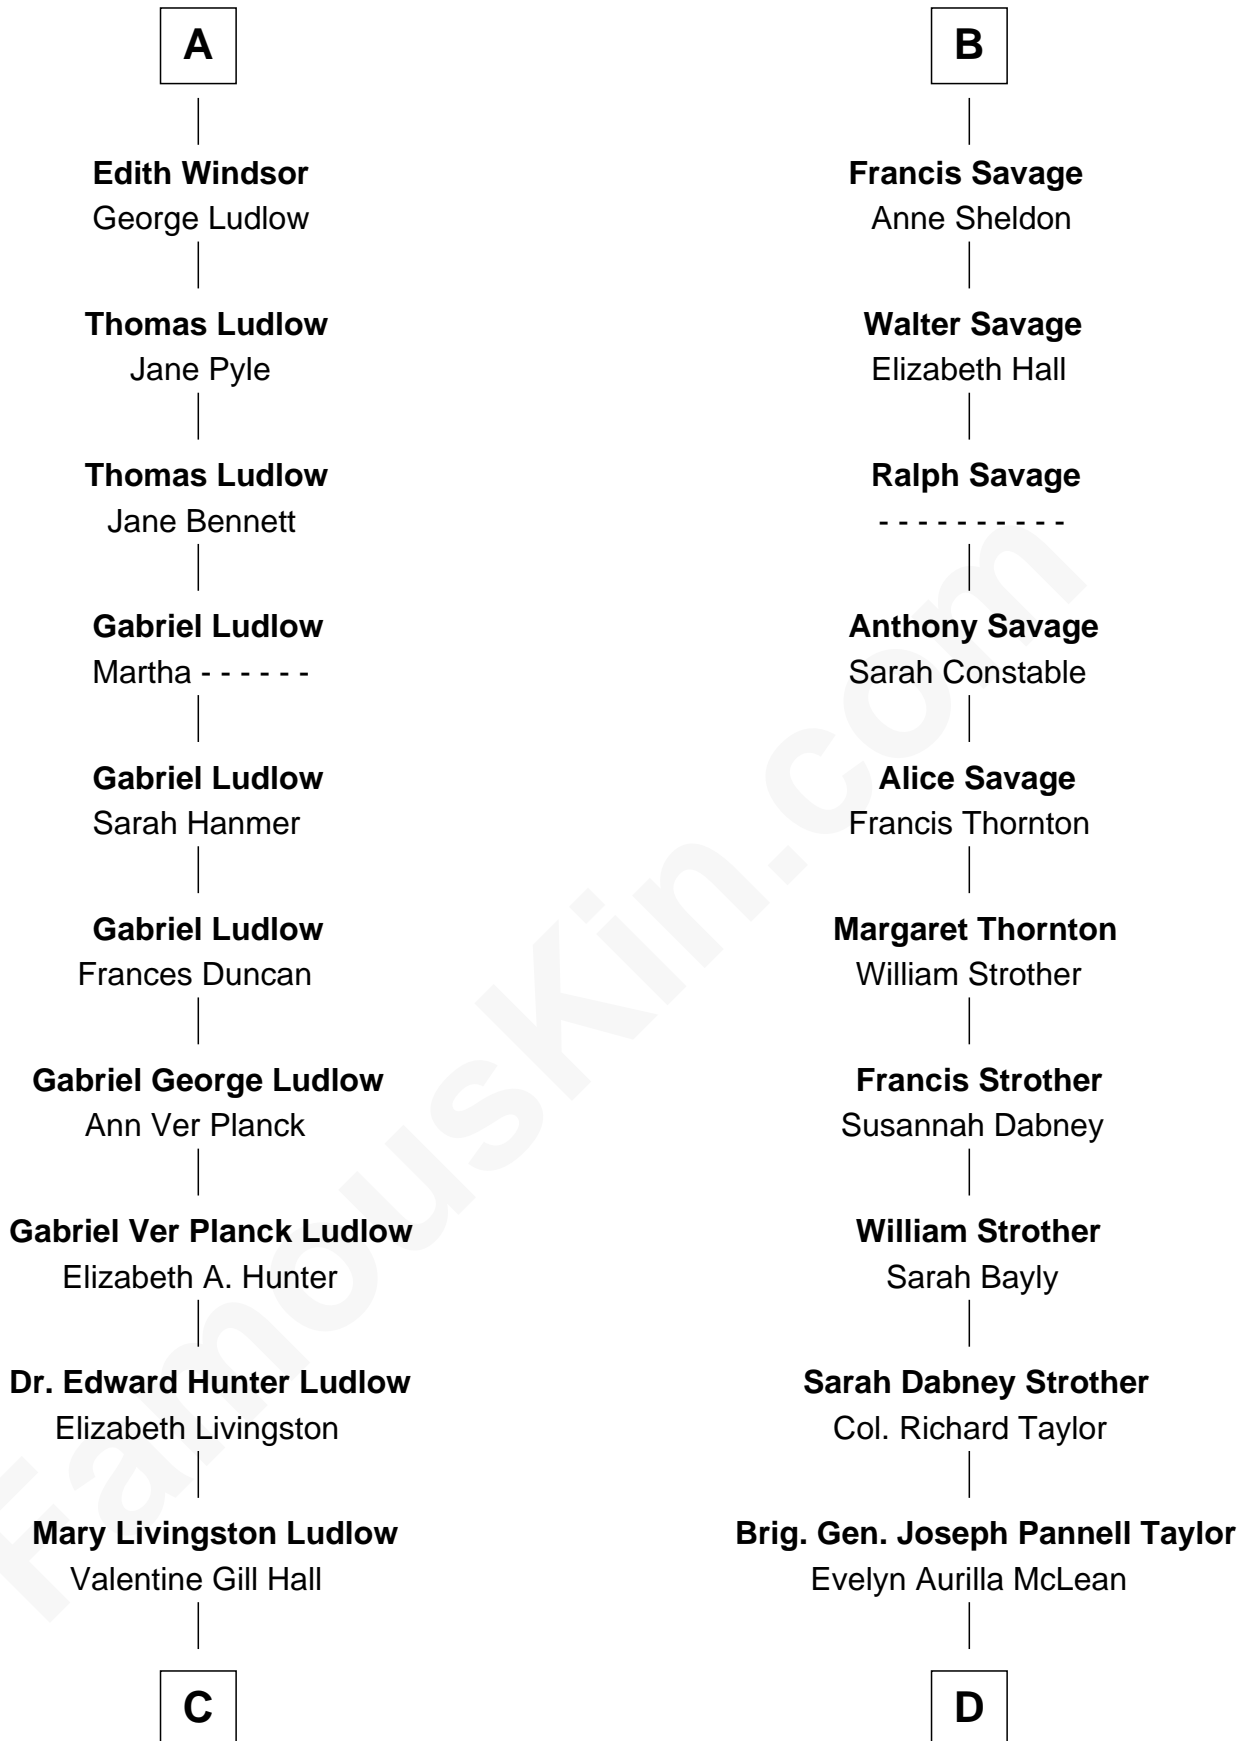 A
Edith Windsor
George Ludlow
Thomas Ludlow
Jane Pyle
Thomas Ludlow
Jane Bennett
Gabriel Ludlow
Martha - - - - - -
Gabriel Ludlow
Sarah Hanmer
Gabriel Ludlow
Frances Duncan
Gabriel George Ludlow
Ann Ver Planck
Gabriel Ver Planck Ludlow
Elizabeth A. Hunter
Dr. Edward Hunter Ludlow
Elizabeth Livingston
Mary Livingston Ludlow
Valentine Gill Hall
C
B
Francis Savage
Anne Sheldon
Walter Savage
Elizabeth Hall
Ralph Savage
- - - - - - - - - -
Anthony Savage
Sarah Constable
Alice Savage
Francis Thornton
Margaret Thornton
William Strother
Francis Strother
Susannah Dabney
William Strother
Sarah Bayly
Sarah Dabney Strother
Col. Richard Taylor
Brig. Gen. Joseph Pannell Taylor
Evelyn Aurilla McLean
D
FamousKin.com